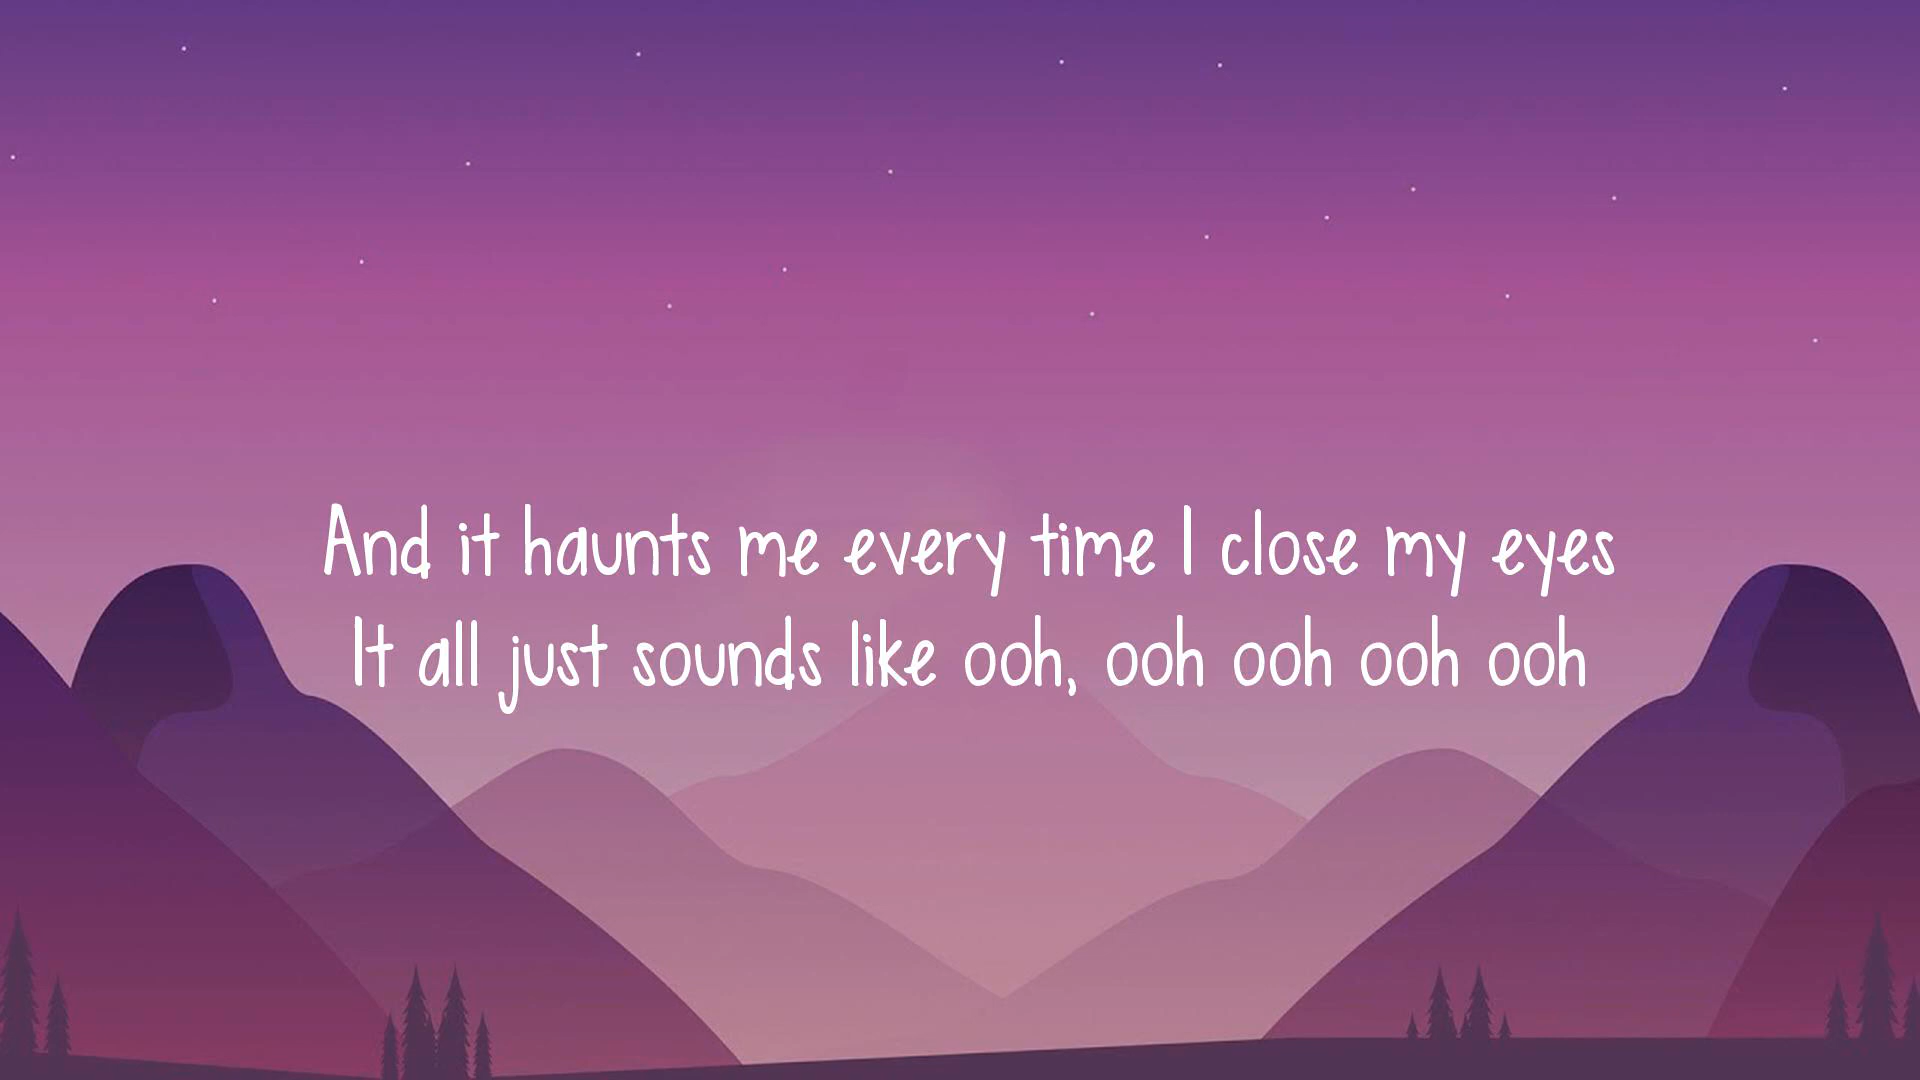 And it haunts me every time I close my eyes
It all just sounds like ooh, ooh ooh ooh ooh